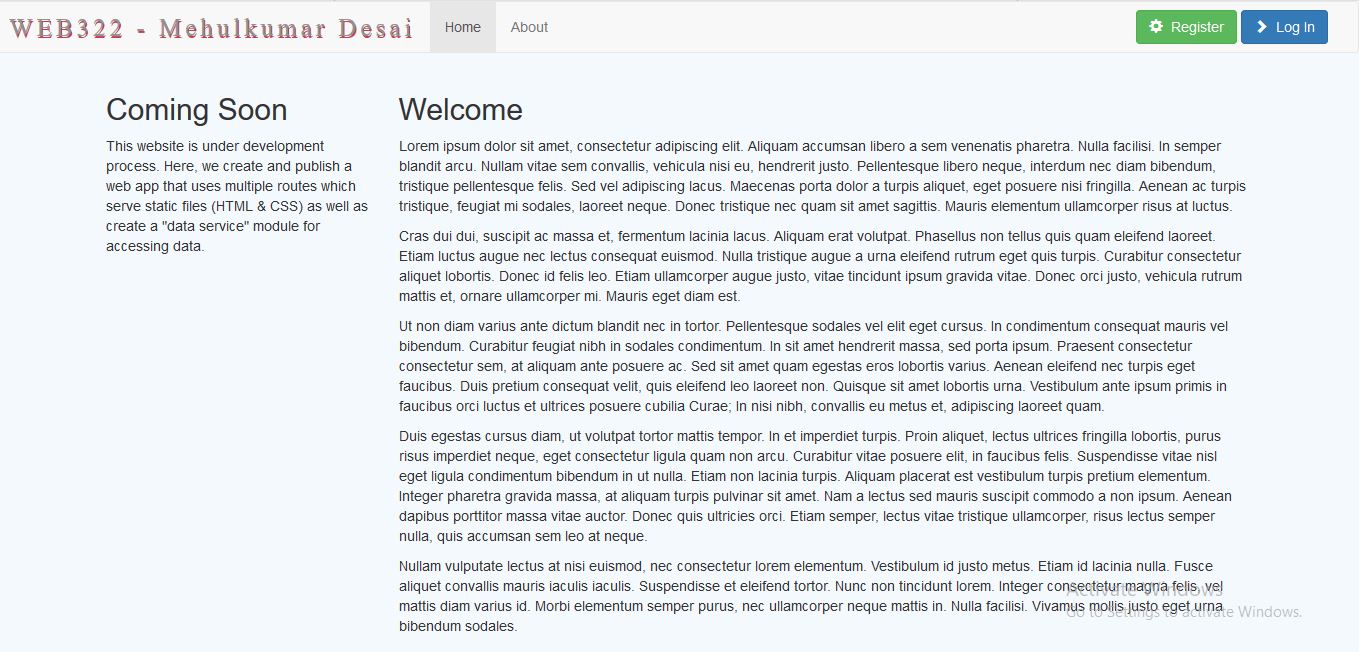 WEB322 - Mehulkumar Desai
Home
About
Register
Log In
Coming Soon
This website is under development
process. Here, we create and publish a
web app that uses multiple routes which
serve static files (HTML & CSS) as well as
create a "data service" module for
accessing data.
Welcome
Lorem ipsum dolor sit amet, consectetur adipiscing elit. Aliquam accumsan libero a sem venenatis pharetra. Nulla facilisi. In semper
blandit arcu. Nullam vitae sem convallis, vehicula nisi eu, hendrerit justo. Pellentesque libero neque, interdum nec diam bibendum,
tristique pellentesque felis. Sed vel adipiscing lacus. Maecenas porta dolor a turpis aliquet, eget posuere nisi fringilla. Aenean ac turpis
tristique, feugiat mi sodales, laoreet neque. Donec tristique nec quam sit amet sagittis. Mauris elementum ullamcorper risus at luctus.
Cras dui dui, suscipit ac massa et, fermentum lacinia lacus. Aliquam erat volutpat. Phasellus non tellus quis quam eleifend laoreet.
Etiam luctus augue nec lectus consequat euismod. Nulla tristique augue a urna eleifend rutrum eget quis turpis. Curabitur consectetur
aliquet lobortis. Donec id felis leo. Etiam ullamcorper augue justo, vitae tincidunt ipsum gravida vitae. Donec orci justo, vehicula rutrum
mattis et, ornare ullamcorper mi. Mauris eget diam est.
Ut non diam varius ante dictum blandit nec in tortor. Pellentesque sodales vel elit eget cursus. In condimentum consequat mauris vel
bibendum. Curabitur feugiat nibh in sodales condimentum. In sit amet hendrerit massa, sed porta ipsum. Praesent consectetur
consectetur sem, at aliquam ante posuere ac. Sed sit amet quam egestas eros lobortis varius. Aenean eleifend nec turpis eget
faucibus. Duis pretium consequat velit, quis eleifend leo laoreet non. Quisque sit amet lobortis urna. Vestibulum ante ipsum primis in
faucibus orci luctus et ultrices posuere cubilia Curae; In nisi nibh, convallis eu metus et, adipiscing laoreet quam.
Duis egestas cursus diam, ut volutpat tortor mattis tempor. In et imperdiet turpis. Proin aliquet, lectus ultrices fringilla lobortis, purus
risus imperdiet neque, eget consectetur ligula quam non arcu. Curabitur vitae posuere elit, in faucibus felis. Suspendisse vitae nisl
eget ligula condimentum bibendum in ut nulla. Etiam non lacinia turpis. Aliquam placerat est vestibulum turpis pretium elementum.
Integer pharetra gravida massa, at aliquam turpis pulvinar sit amet. Nam a lectus sed mauris suscipit commodo a non ipsum. Aenean
dapibus porttitor massa vitae auctor. Donec quis ultricies orci. Etiam semper, lectus vitae tristique ullamcorper, risus lectus semper
nulla, quis accumsan sem leo at neque.
Nullam vulputate lectus at nisi euismod, nec consectetur lorem elementum. Vestibulum id justo metus. Etiam id lacinia nulla. Fusce
aliquet convallis mauris iaculis iaculis. Suspendisse et eleifend tortor. Nunc non tincidunt lorem. Integer consectetur magna felis, vel
mattis diam varius id. Morbi elementum semper purus, nec ullamcorper neque mattis in. Nulla facilisi. Vivamus mollis justo eget urna
bibendum sodales.
Activate Windows
Go to Settings to activate Windows.